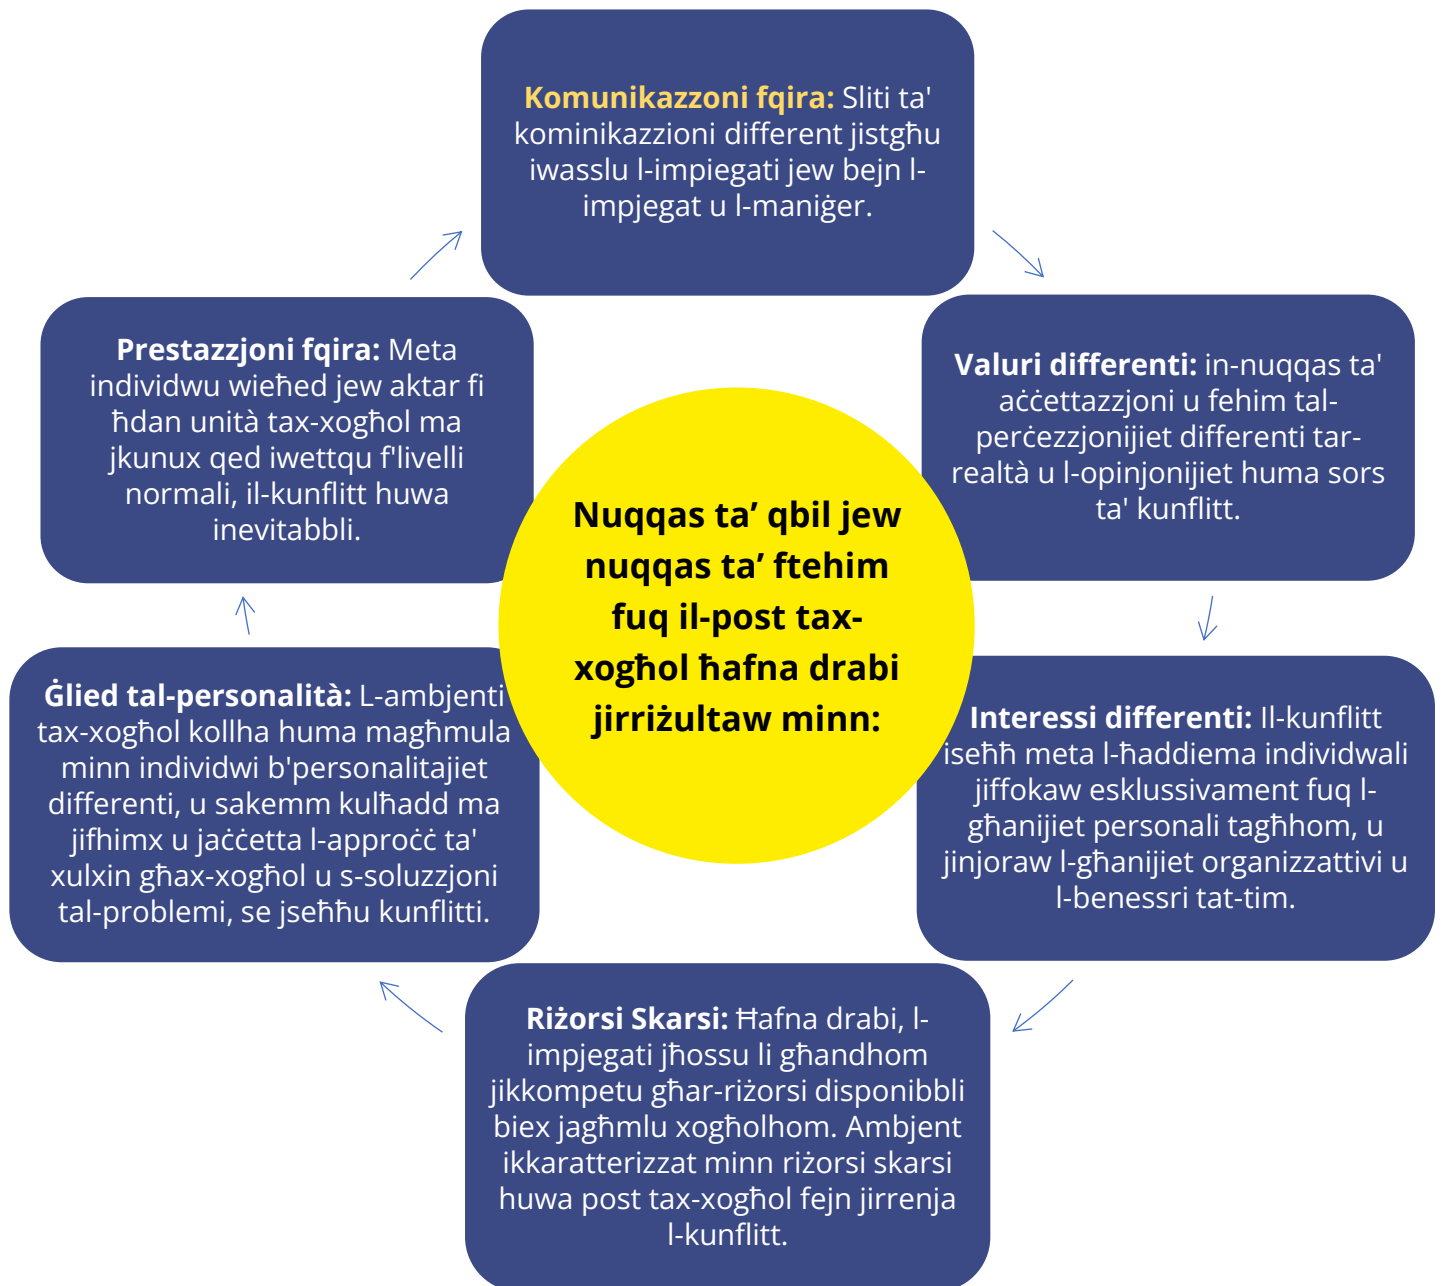 Komunikazzoni fqira: Sliti ta'
kominikazzioni different jistgħu
iwasslu l-impiegati jew bejn l-
impjegat u l-maniġer.
Valuri differenti: in-nuqqas ta'
aċċettazzjoni u fehim tal-
perċezzjonijiet differenti tar-
realtà u l-opinjonijiet huma sors
ta' kunflitt.
Interessi differenti: Il-kunflitt
iseħħ meta l-ħaddiema individwali
jiffokaw esklussivament fuq l-
għanijiet personali tagħhom, u
jinjoraw l-għanijiet organizzattivi u
l-benessri tat-tim.
Riżorsi Skarsi: Ħafna drabi, l-
impjegati jħossu li għandhom
jikkompetu għar-riżorsi disponibbli
biex jagħmlu xogħolhom. Ambjent
ikkaratterizzat minn riżorsi skarsi
huwa post tax-xogħol fejn jirrenja
l-kunflitt.
Ġlied tal-personalità: L-ambjenti
tax-xogħol kollha huma magħmula
minn individwi b'personalitajiet
differenti, u sakemm kulħadd ma
jifhimx u jaċċetta l-approċċ ta'
xulxin għax-xogħol u s-soluzzjoni
tal-problemi, se jseħħu kunflitti.
Prestazzjoni fqira: Meta
individwu wieħed jew aktar fi
ħdan unità tax-xogħol ma
jkunux qed iwettqu f'livelli
normali, il-kunflitt huwa
inevitabbli.
Nuqqas ta’ qbil jew
nuqqas ta’ ftehim
fuq il-post tax-
xogħol ħafna drabi
jirriżultaw minn: